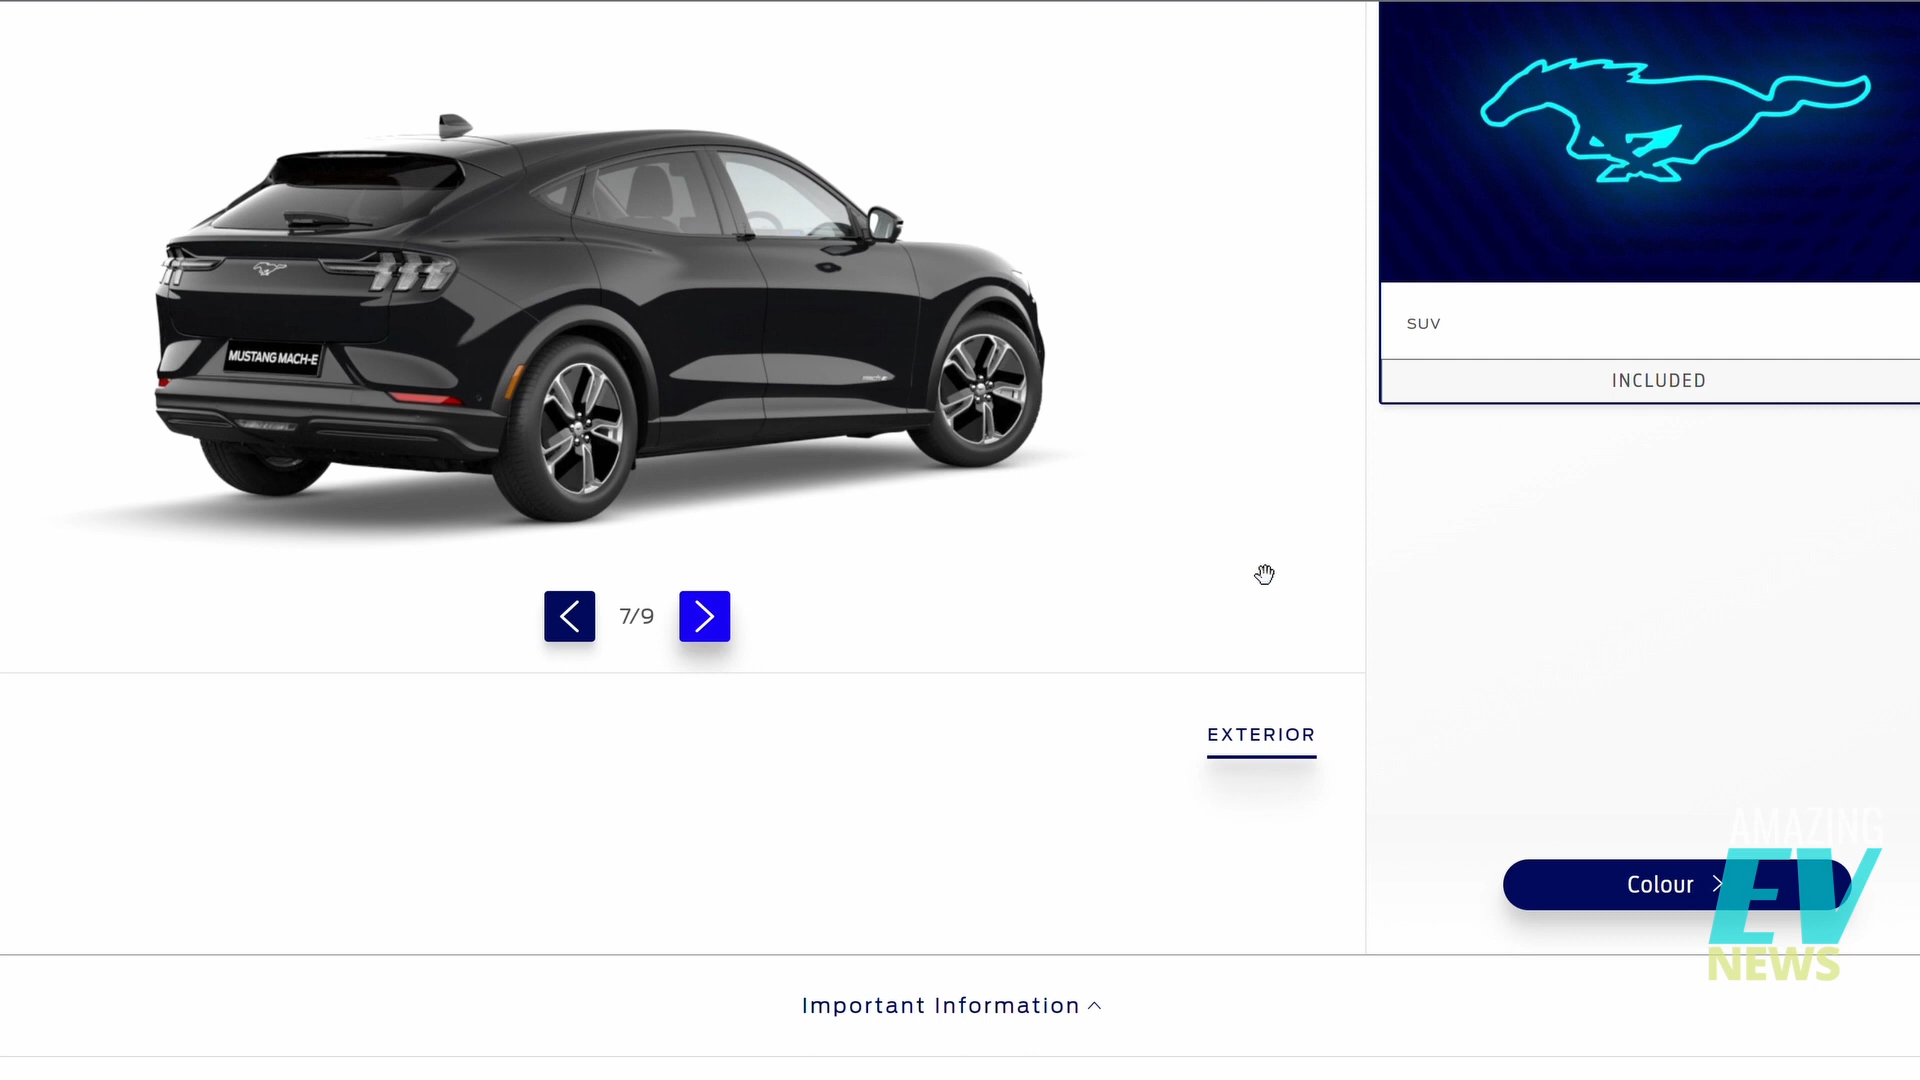 MUSTANG MACH-E
SUV
INCLUDED
7/9
EXTERIOR
Colour
AMAZING
EV
NEWS
Important Information